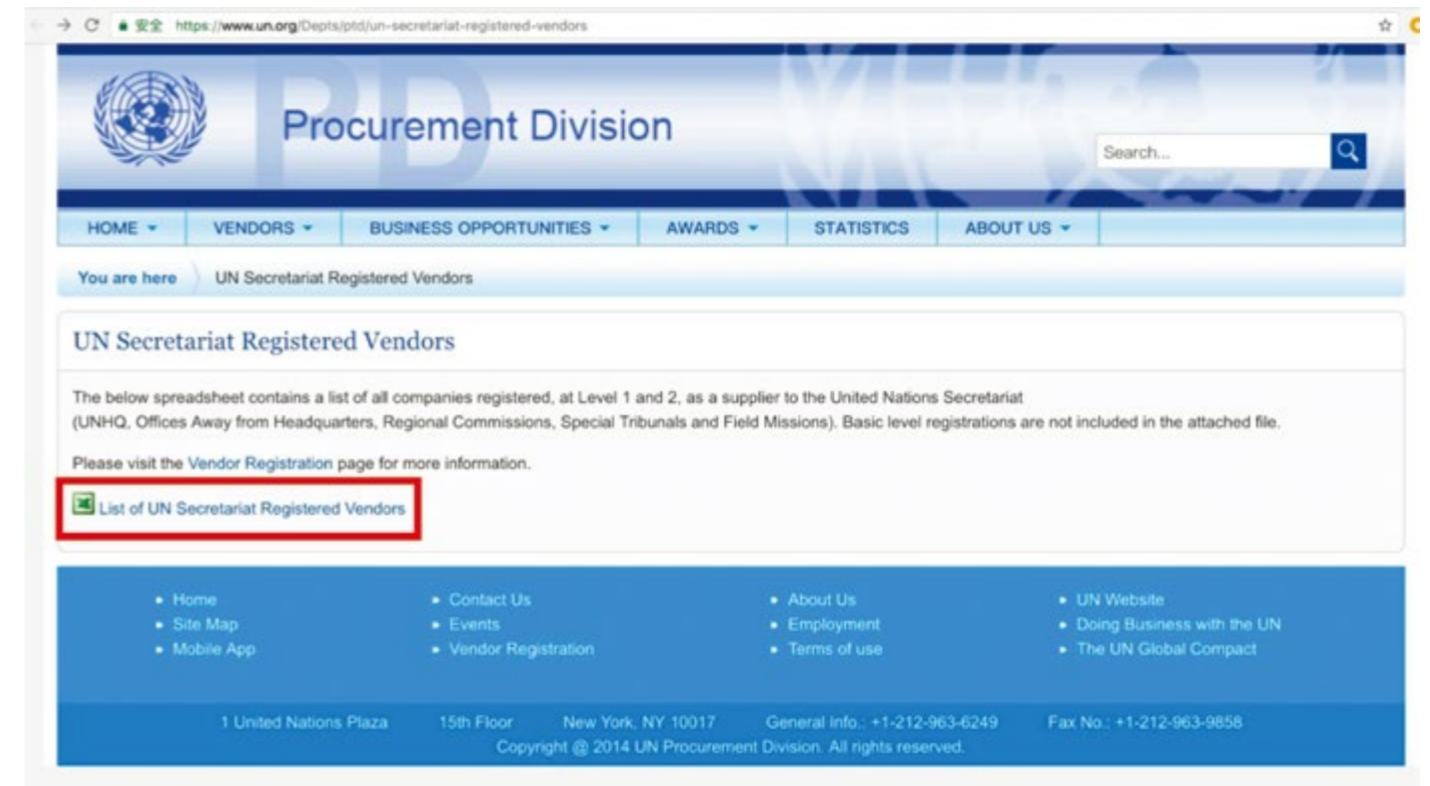 安全 https://www.un.org/Depts/ptd/un-secretariat-registered-vendors
PD
Procurement Division
Search...
HOME VENDORS BUSINESS OPPORTUNITIES AWARDS STATISTICS ABOUT US
You are here UN Secretariat Registered Vendors
UN Secretariat Registered Vendors
The below spreadsheet contains a list of all companies registered, at Level 1 and 2, as a supplier to the United Nations Secretariat
(UNHQ, Offices Away from Headquarters, Regional Commissions, Special Tribunals and Field Missions). Basic level registrations are not included in the attached file.
Please visit the Vendor Registration page for more information.
List of UN Secretariat Registered Vendors
Home Contact Us About Us UN Website
Site Map Events Employment Doing Business with the UN
Mobile App Vendor Registration Terms of use The UN Global Compact
1 United Nations Plaza 15th Floor New York, NY 10017 General Info.: +1-212-963-6249 Fax No.: +1-212-963-9858
Copyright @ 2014 UN Procurement Division. All rights reserved.